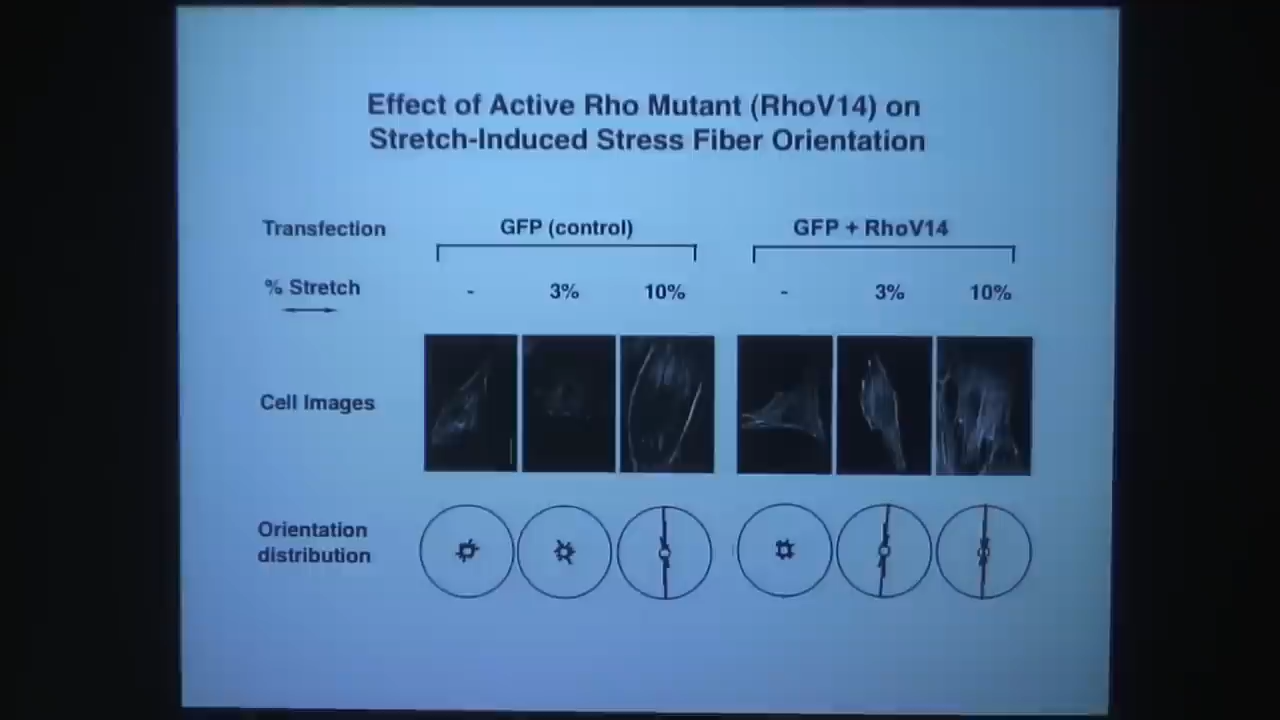 Effect of Active Rho Mutant (RhoV14) on
Stretch-Induced Stress Fiber Orientation
Transfection
GFP (control)
GFP + RhoV14
% Stretch
-
3%
10%
-
3%
10%
Cell Images
Orientation
distribution